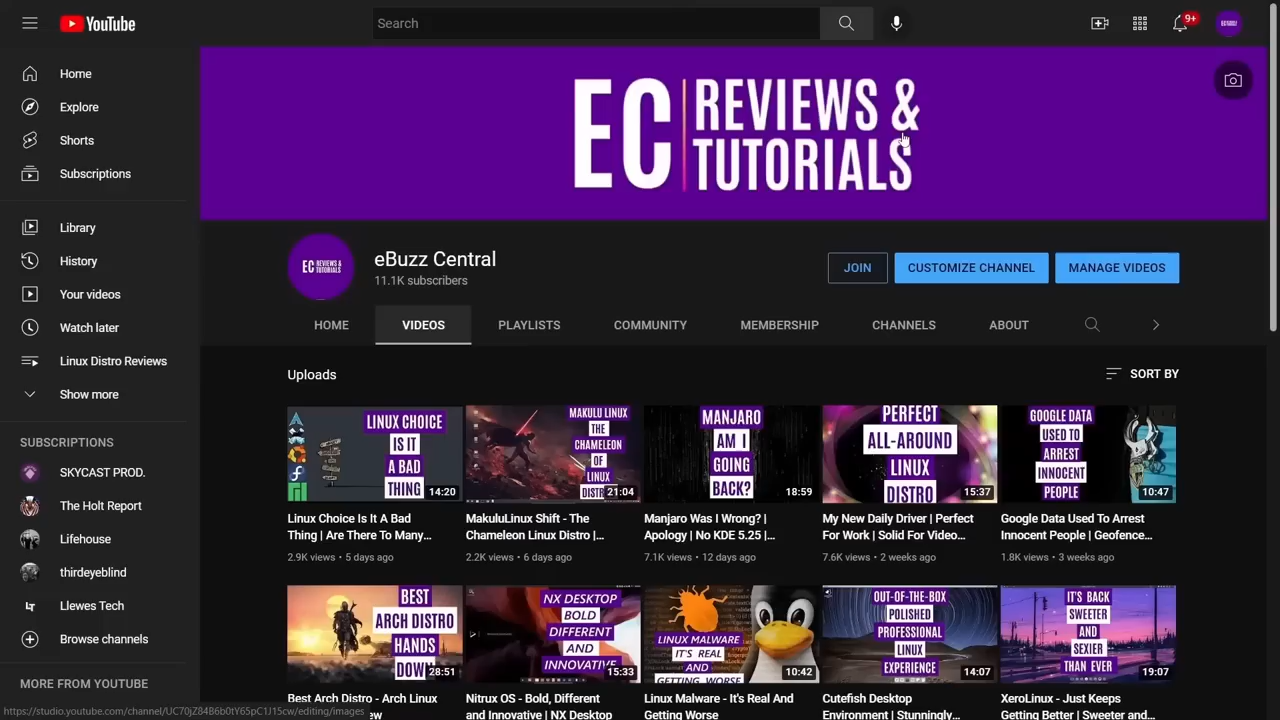 YouTube
Search
9+
Home
Explore
Shorts
Subscriptions
Library
History
Your videos
Watch later
Linux Distro Reviews
Show more
SUBSCRIPTIONS
SKYCAST PROD.
The Holt Report
Lifehouse
thirdeyeblind
Llewes Tech
Browse channels
MORE FROM YOUTUBE
EC REVIEWS &
TUTORIALS
EC REVIEWS &
TUTORIALS
eBuzz Central
11.1K subscribers
JOIN
CUSTOMIZE CHANNEL
MANAGE VIDEOS
HOME
VIDEOS
PLAYLISTS
COMMUNITY
MEMBERSHIP
CHANNELS
ABOUT
Uploads
SORT BY
LINUX CHOICE
IS IT
A BAD
THING
14:20
Linux Choice Is It A Bad
Thing | Are There To Many...
2.9K views • 5 days ago
MAKULU LINUX
THE
CHAMELEON
OF
LINUX
21:04
MakuluLinux Shift - The
Chameleon Linux Distro |...
2.2K views • 6 days ago
MANJARO
AM I
GOING
BACK?
18:59
Manjaro Was I Wrong? |
Apology | No KDE 5.25 |...
7.1K views • 12 days ago
PERFECT
ALL-AROUND
LINUX
DISTRO
15:37
My New Daily Driver | Perfect
For Work | Solid For Video...
7.6K views • 2 weeks ago
GOOGLE DATA
USED TO
ARREST
INNOCENT
PEOPLE
10:47
Google Data Used To Arrest
Innocent People | Geofence...
1.8K views • 3 weeks ago
BEST
ARCH DISTRO
HANDS
DOWN
28:51
Best Arch Distro - Arch Linux
NX DESKTOP
BOLD
DIFFERENT
AND
INNOVATIVE
15:33
Nitrux OS - Bold, Different
and Innovative | NX Desktop
LINUX MALWARE
IT'S REAL
AND
GETTING WORSE
10:42
Linux Malware - It's Real And
Getting Worse
OUT-OF-THE-BOX
POLISHED
PROFESSIONAL
LINUX
EXPERIENCE
14:07
Cutefish Desktop
Environment | Stunningly...
IT'S BACK
SWEETER
AND
SEXIER
THAN EVER
19:07
XeroLinux - Just Keeps
Getting Better | Sweeter and
https://studio.youtube.com/channel/UC70jZ84B6b0tY65pC1J15cw/editing/images